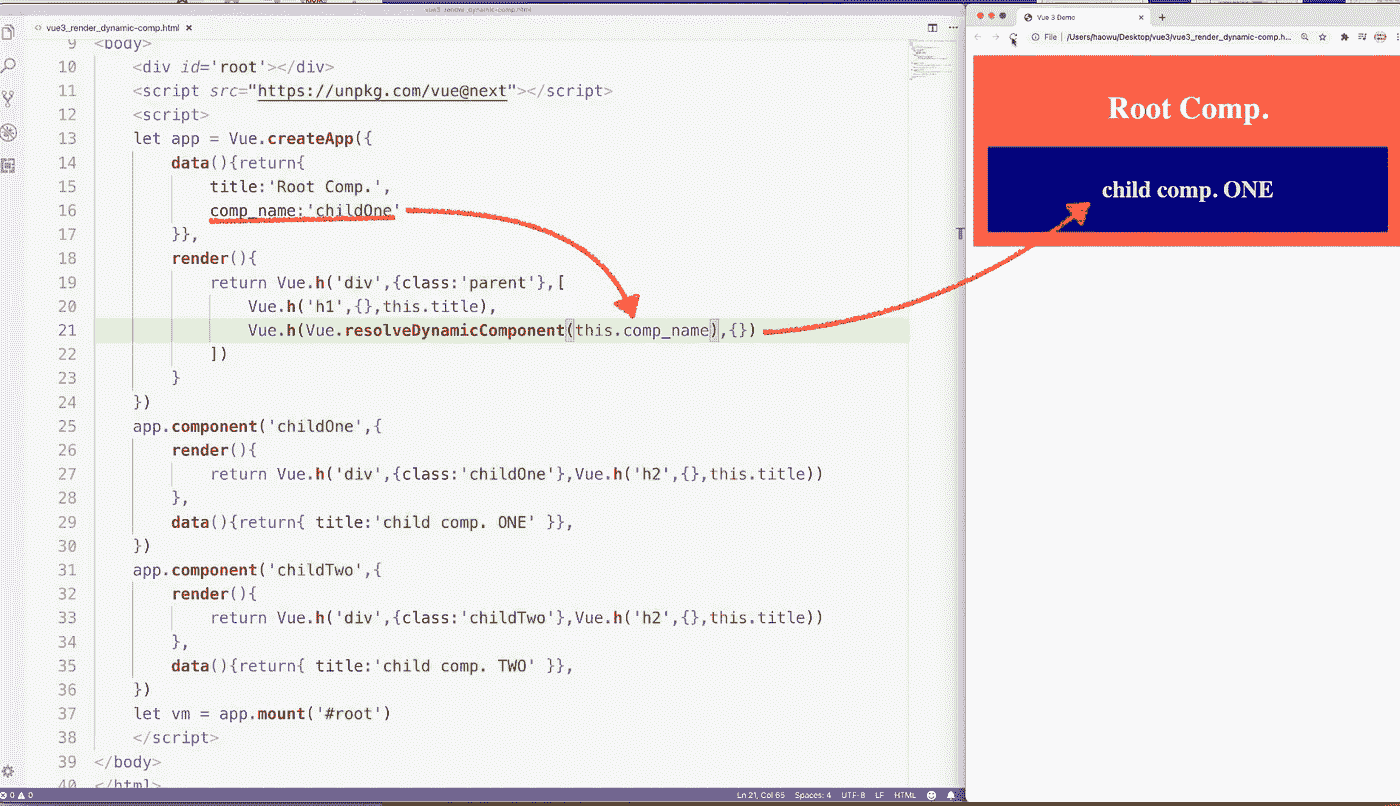 vue3_render_dynamic-comp.html
vue3_render_dynamic-comp.html
9 <body>
10 <div id='root'></div>
11 <script src="https://unpkg.com/vue@next"></script>
12 <script>
13 let app = Vue.createApp({
14 data(){return{
15 title:'Root Comp.',
16 comp_name:'childOne'
17 }},
18 render(){
19 return Vue.h('div',{class:'parent'},[
20 Vue.h('h1',{},this.title),
21 Vue.h(Vue.resolveDynamicComponent(this.comp_name),{})
22 ])
23 }
24 })
25 app.component('childOne',{
26 render(){
27 return Vue.h('div',{class:'childOne'},Vue.h('h2',{},this.title))
28 },
29 data(){return{ title:'child comp. ONE' }},
30 })
31 app.component('childTwo',{
32 render(){
33 return Vue.h('div',{class:'childTwo'},Vue.h('h2',{},this.title))
34 },
35 data(){return{ title:'child comp. TWO' }},
36 })
37 let vm = app.mount('#root')
38 </script>
39 </body>
40 </html>
0 0
Ln 21, Col 65 Spaces: 4 UTF-8 LF HTML
Vue 3 Demo
File /Users/haowu/Desktop/vue3/vue3_render_dynamic-comp.h...
Root Comp.
child comp. ONE